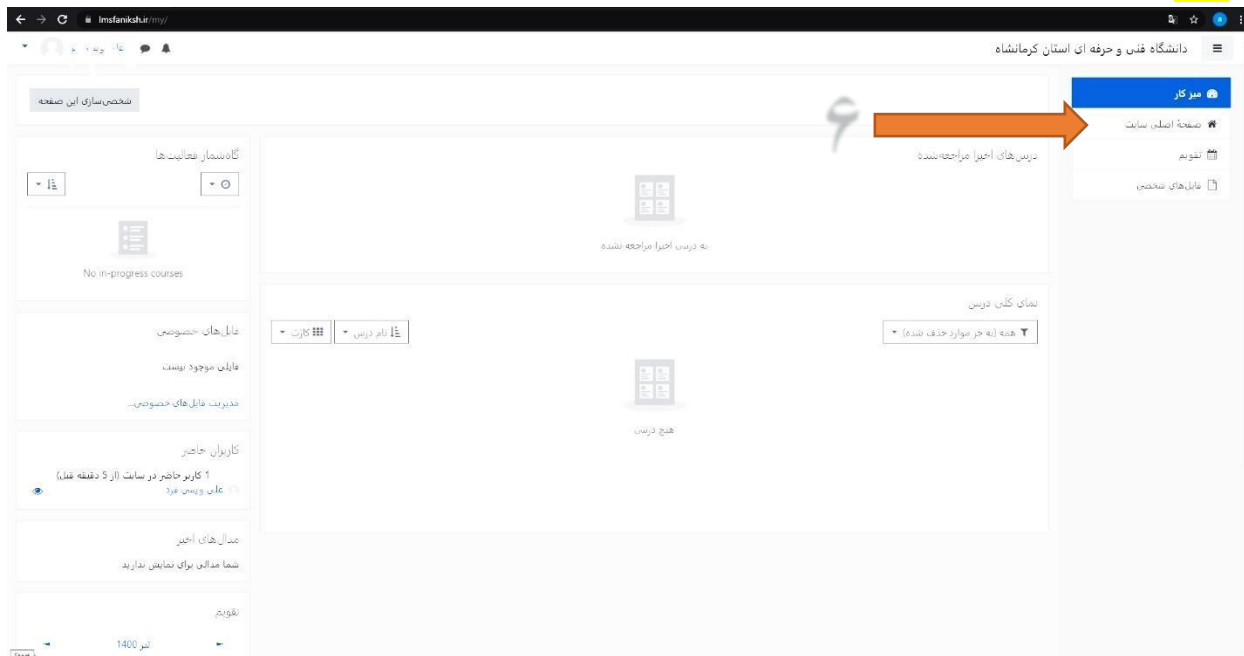 lmsfaniksh.ir/my/
دانشگاه فنی و حرفه ای استان کرمانشاه
میز کار
صفحهٔ اصلی سایت
تقویم
فایل‌های شخصی
۶
شخصی‌سازی این صفحه
درس‌های اخیرا مراجعه‌شده
به درسی اخیرا مراجعه نشده
نمای کلی درس
همه (به جز موارد حذف شده)
نام درس
کارت
هیچ درسی
گاه‌شمار فعالیت‌ها
No in-progress courses
فایل‌های خصوصی
فایلی موجود نیست
مدیریت فایل‌های خصوصی...
کاربران حاضر
1 کاربر حاضر در سایت (از 5 دقیقه قبل)
علی ویسی مرد
مدال‌های اخیر
شما مدالی برای نمایش ندارید
تقویم
تیر 1400